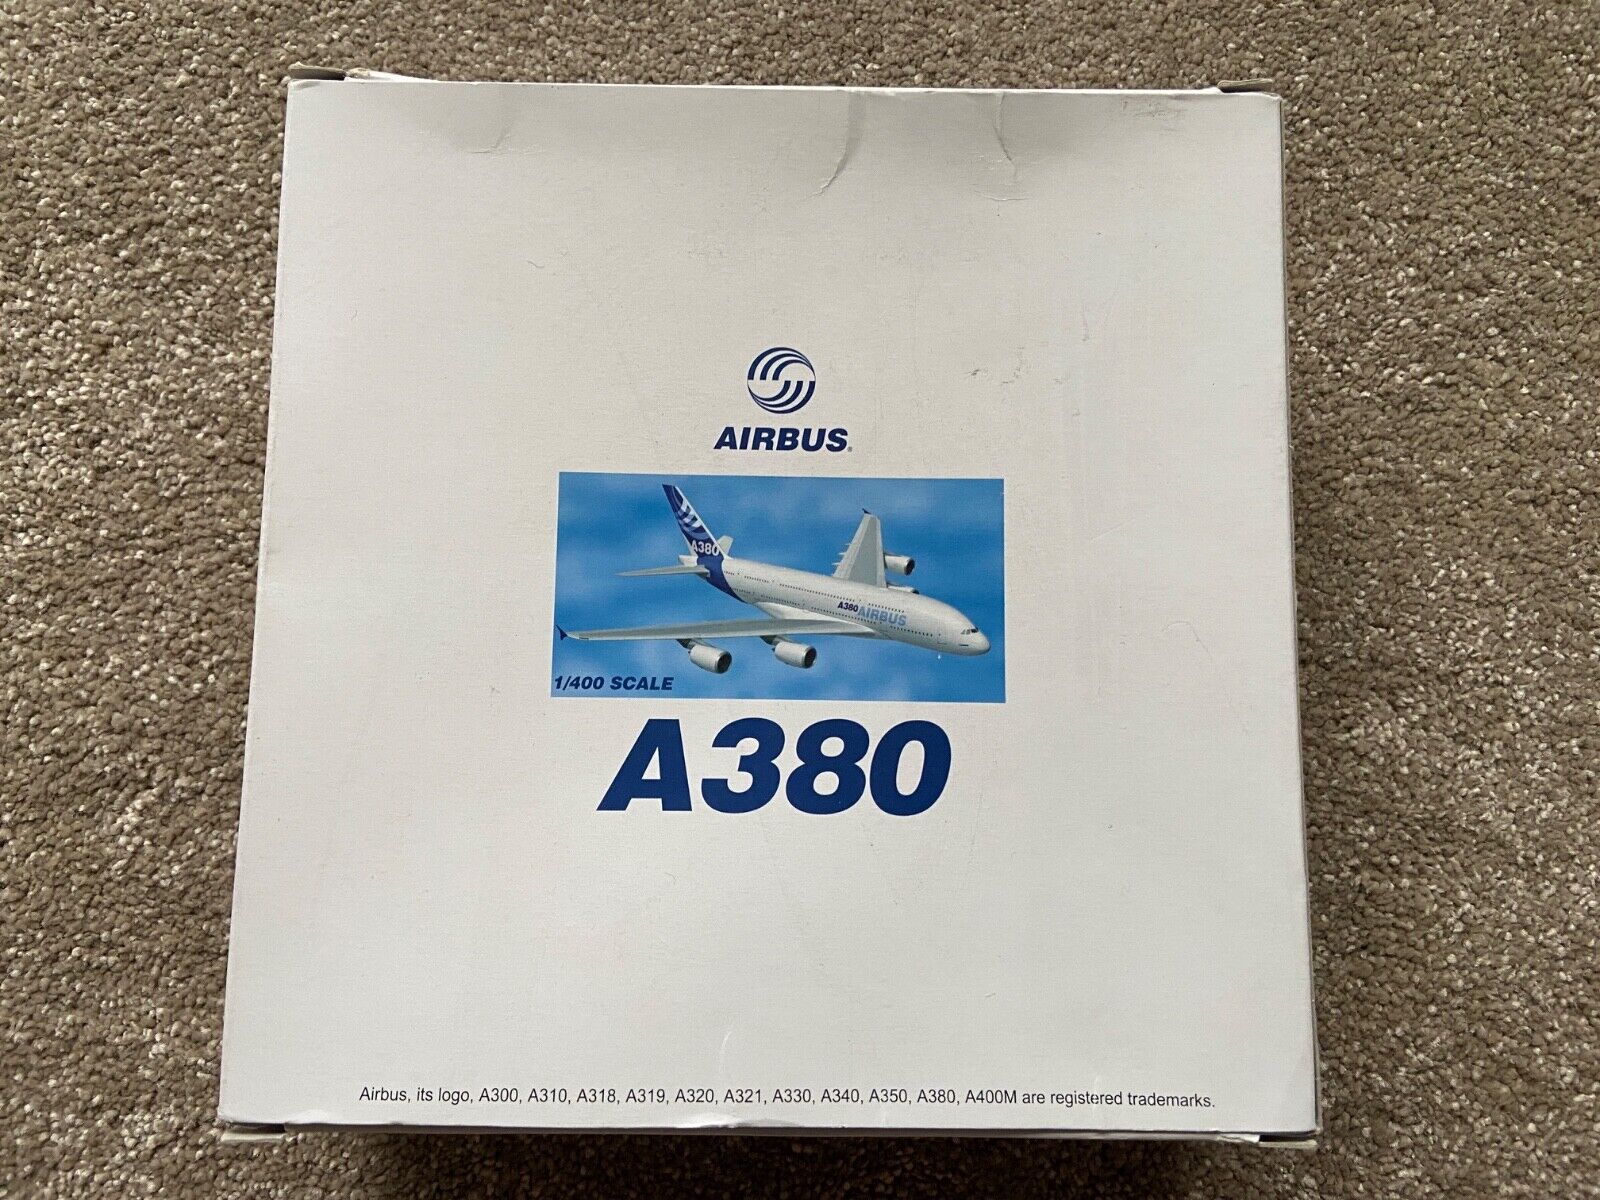 AIRBUS®
A380
A380 AIRBUS
1/400 SCALE
A380
Airbus, its logo, A300, A310, A318, A319, A320, A321, A330, A340, A350, A380, A400M are registered trademarks.